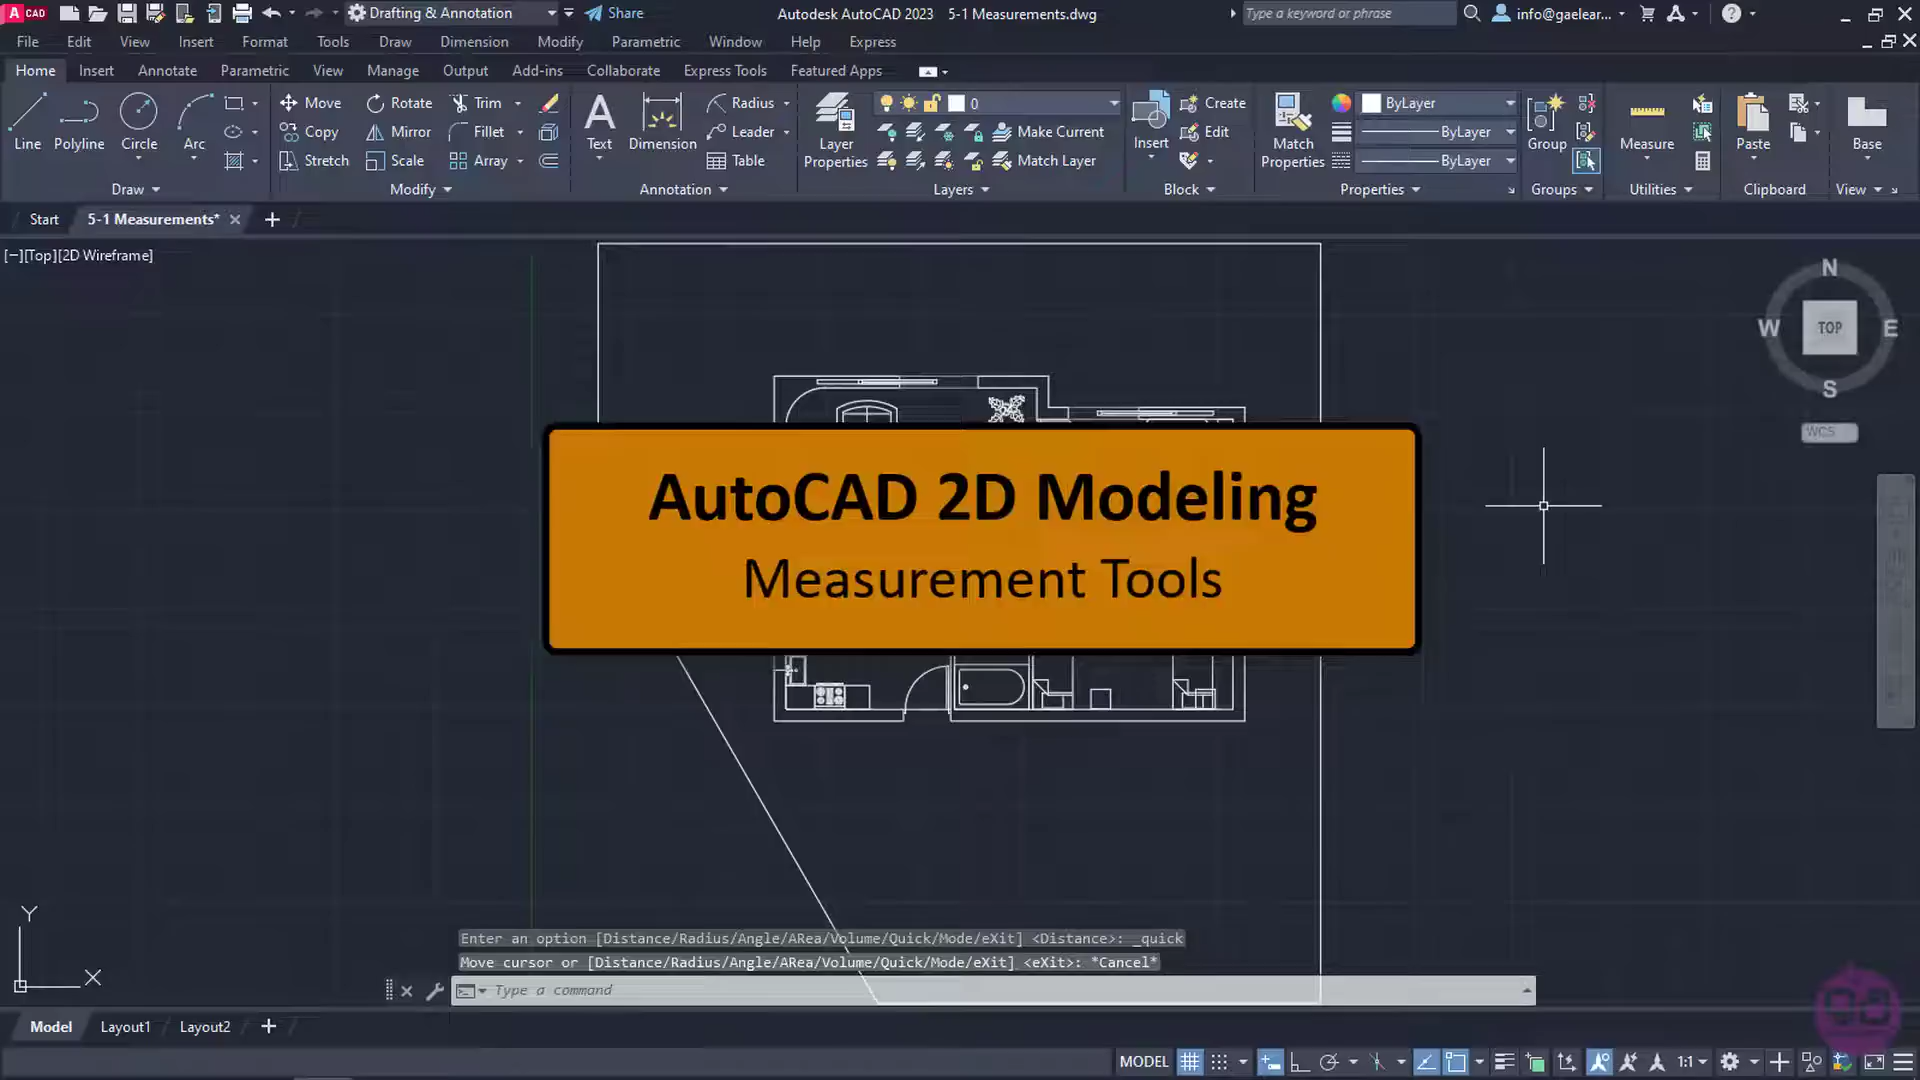 CAD
Drafting & Annotation
Share
Autodesk AutoCAD 2023 5-1 Measurements.dwg
Type a keyword or phrase
info@gaelear...
File Edit View Insert Format Tools Draw Dimension Modify Parametric Window Help Express
Home Insert Annotate Parametric View Manage Output Add-ins Collaborate Express Tools Featured Apps
Line Polyline Circle Arc
Move Rotate Trim
Copy Mirror Fillet
Stretch Scale Array
Text Dimension
Radius
Leader
Table
Layer Properties
0
Make Current
Match Layer
Insert
Create
Edit
Match Properties
ByLayer
ByLayer
ByLayer
Group
Measure
Paste
Base
Draw Modify Annotation Layers Block Properties Groups Utilities Clipboard View
Start 5-1 Measurements*
[−][Top][2D Wireframe]
N
W TOP E
S
WCS
AutoCAD 2D Modeling
Measurement Tools
Y
X
Enter an option [Distance/Radius/Angle/ARea/Volume/Quick/Mode/eXit] <Distance>: _quick
Move cursor or [Distance/Radius/Angle/ARea/Volume/Quick/Mode/eXit] <eXit>: *Cancel*
Type a command
Model Layout1 Layout2
MODEL 1:1